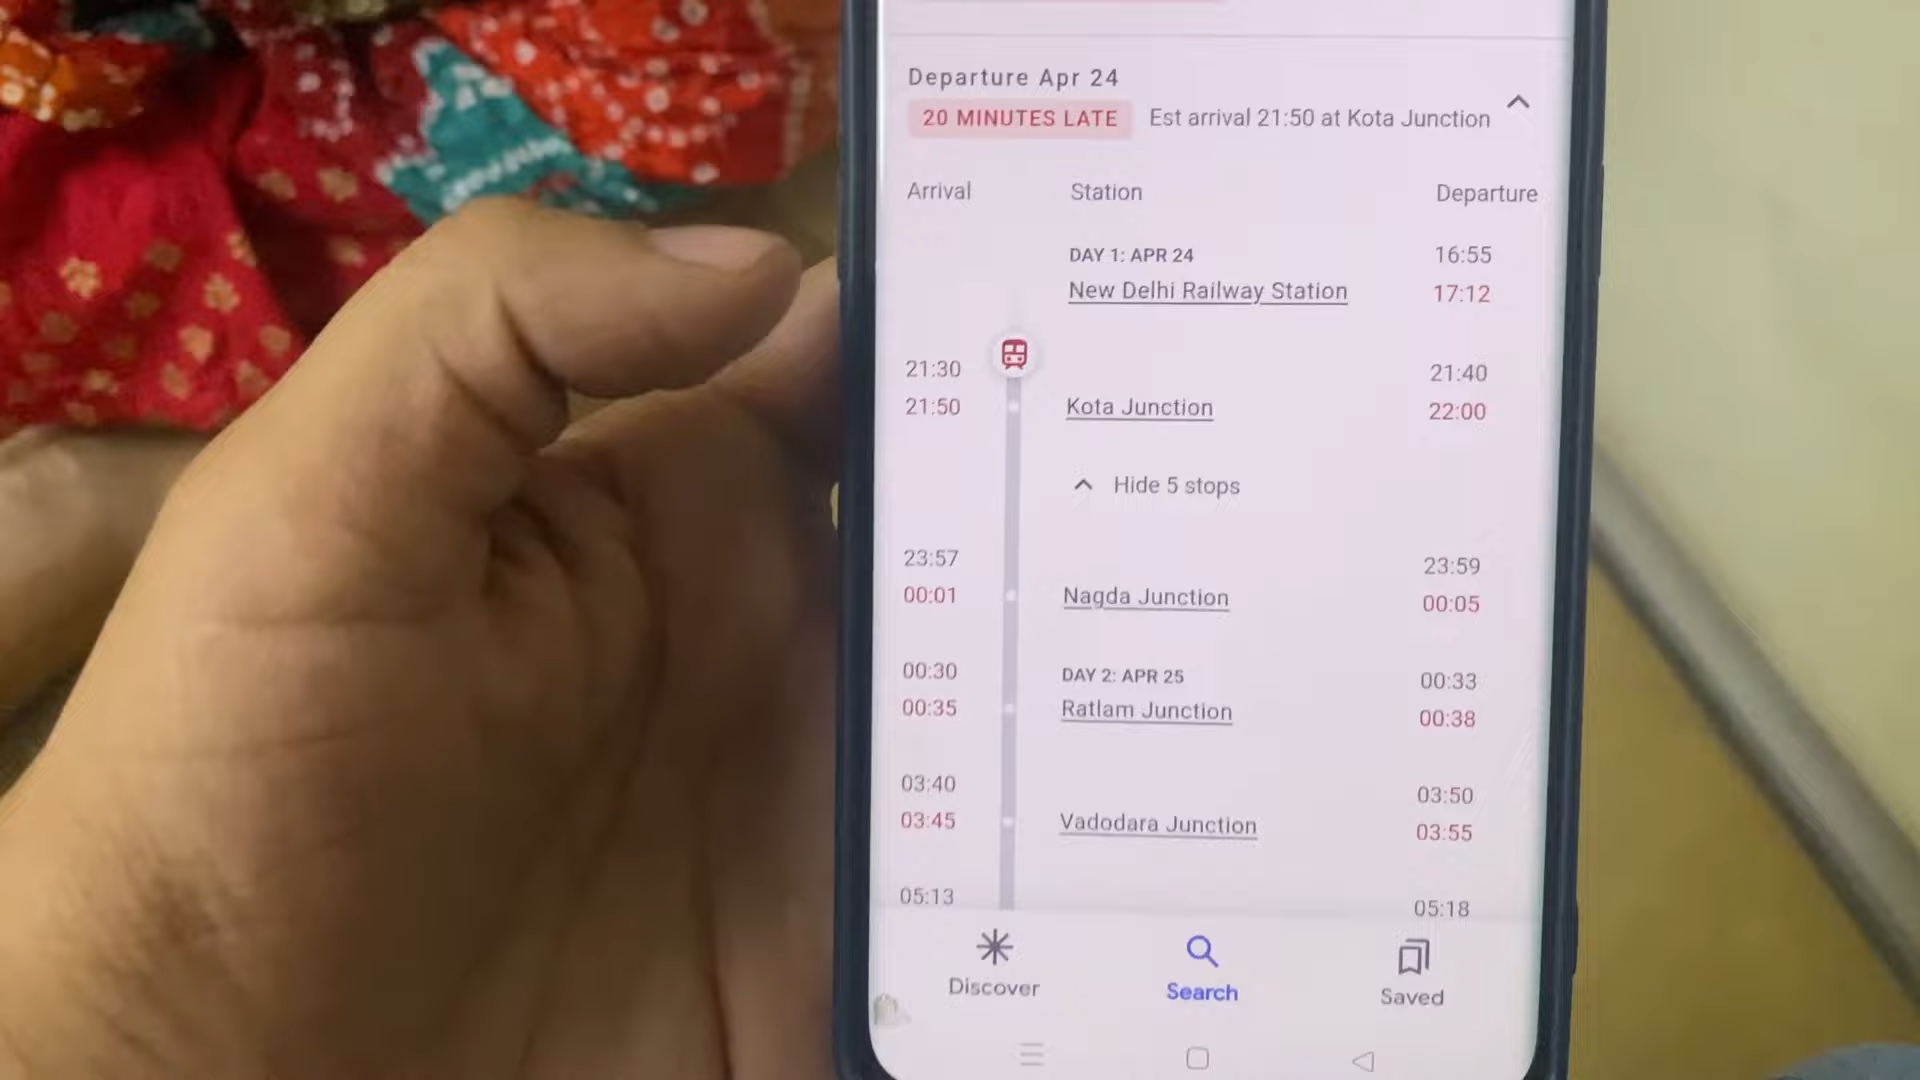 Departure Apr 24
20 MINUTES LATE Est arrival 21:50 at Kota Junction
Arrival Station Departure
DAY 1: APR 24 16:55
New Delhi Railway Station 17:12
21:30 21:40
21:50 Kota Junction 22:00
Hide 5 stops
23:57 23:59
00:01 Nagda Junction 00:05
00:30 DAY 2: APR 25 00:33
00:35 Ratlam Junction 00:38
03:40 03:50
03:45 Vadodara Junction 03:55
05:13 05:18
Discover Search Saved